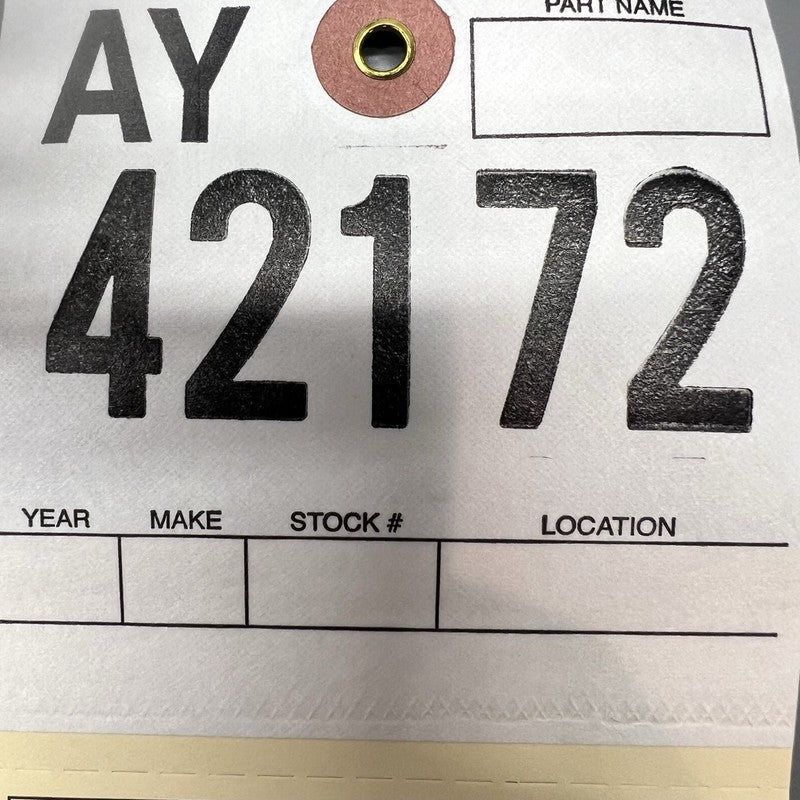 PART NAME
AY
42172
YEAR MAKE STOCK # LOCATION